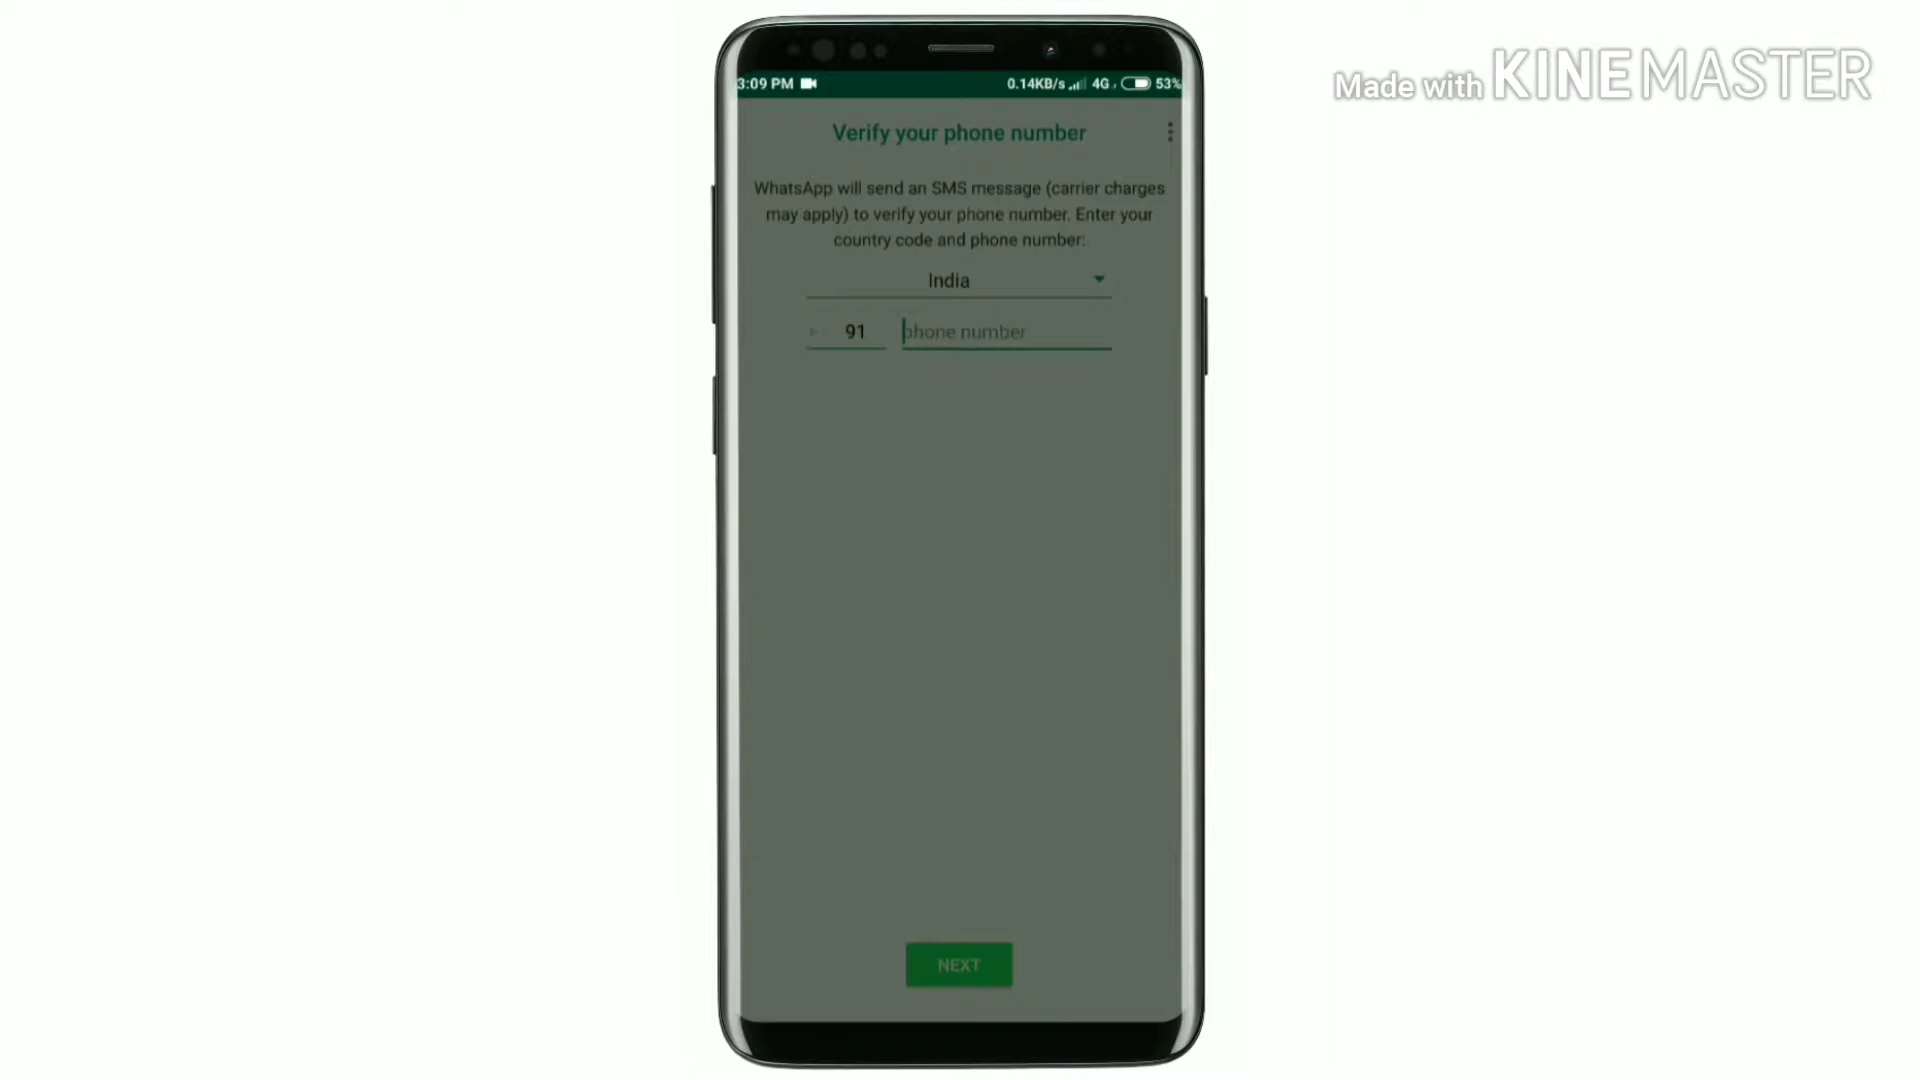 Made with KINEMASTER
3:09 PM 0.14KB/s 4G 53%
Verify your phone number
WhatsApp will send an SMS message (carrier charges
may apply) to verify your phone number. Enter your
country code and phone number:
India
+ 91 phone number
NEXT